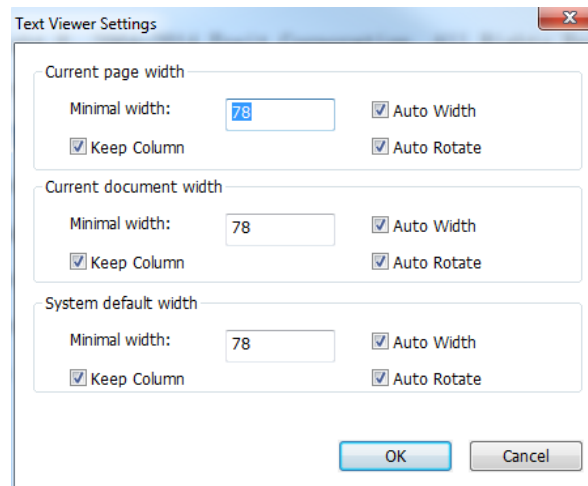 Text Viewer Settings
Current page width
Minimal width: 78 Auto Width
Keep Column Auto Rotate
Current document width
Minimal width: 78 Auto Width
Keep Column Auto Rotate
System default width
Minimal width: 78 Auto Width
Keep Column Auto Rotate
OK Cancel